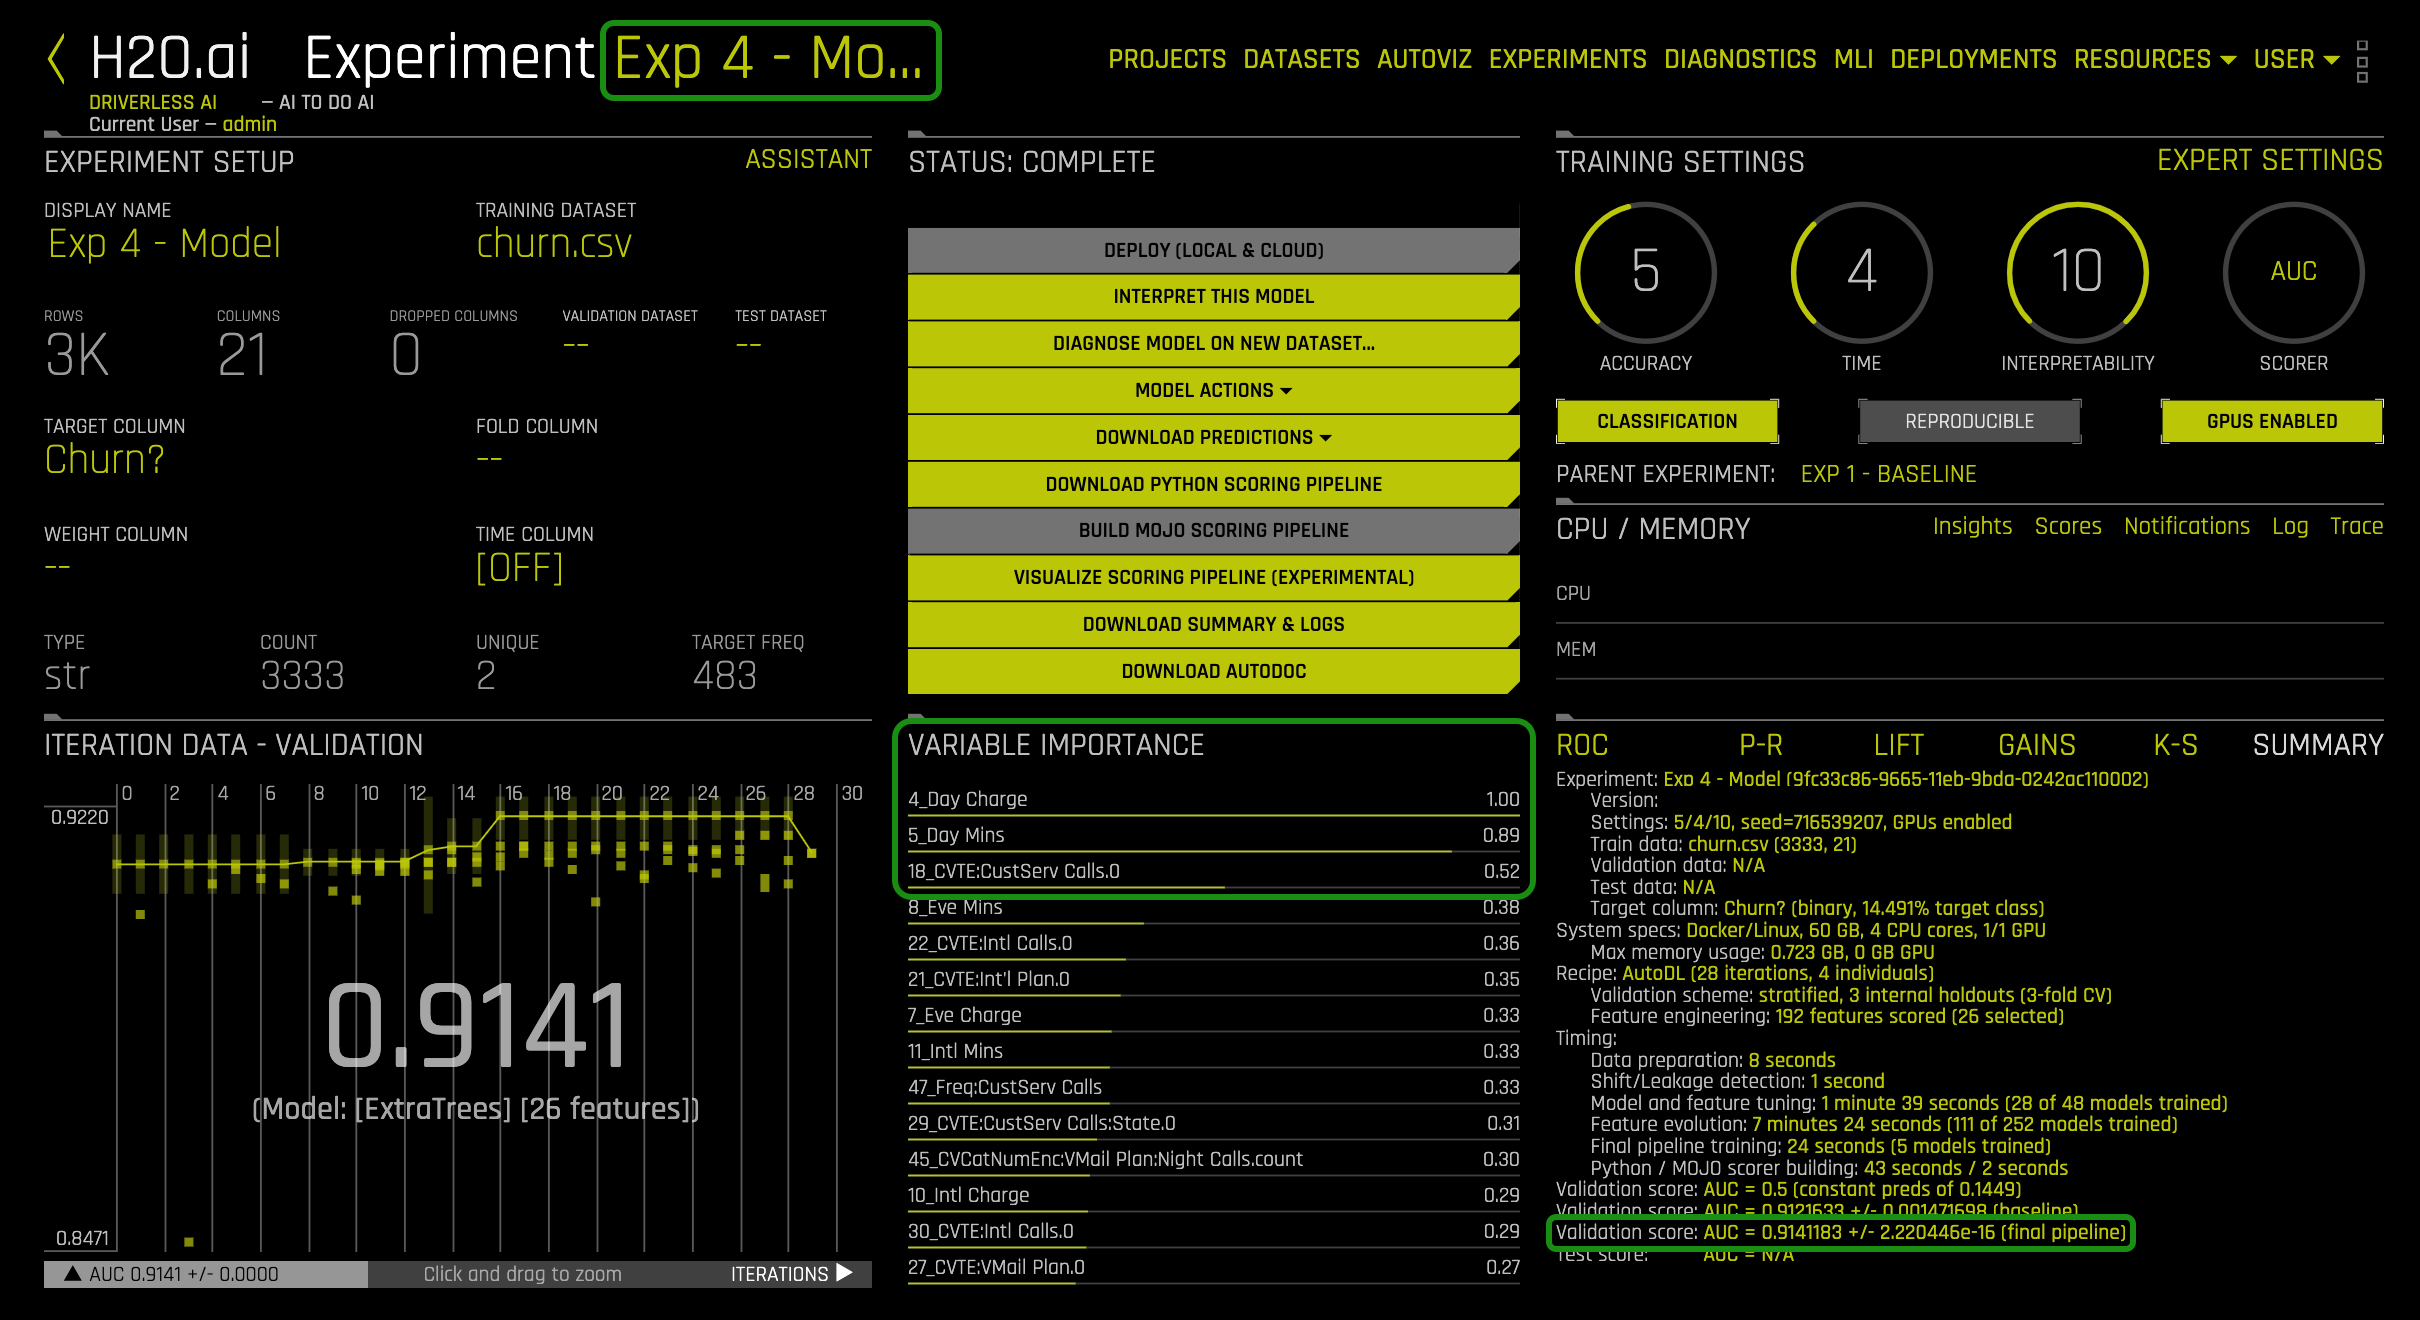 H2O.ai Experiment Exp 4 - Mo...
PROJECTS DATASETS AUTOVIZ EXPERIMENTS DIAGNOSTICS MLI DEPLOYMENTS RESOURCES USER
DRIVERLESS AI – AI TO DO AI
Current User – admin
EXPERIMENT SETUP ASSISTANT
DISPLAY NAME TRAINING DATASET
Exp 4 - Model churn.csv
ROWS COLUMNS DROPPED COLUMNS VALIDATION DATASET TEST DATASET
3K 21 0 -- --
TARGET COLUMN FOLD COLUMN
Churn? --
WEIGHT COLUMN TIME COLUMN
-- [OFF]
TYPE COUNT UNIQUE TARGET FREQ
str 3333 2 483
STATUS: COMPLETE
DEPLOY (LOCAL & CLOUD)
INTERPRET THIS MODEL
DIAGNOSE MODEL ON NEW DATASET...
MODEL ACTIONS
DOWNLOAD PREDICTIONS
DOWNLOAD PYTHON SCORING PIPELINE
BUILD MOJO SCORING PIPELINE
VISUALIZE SCORING PIPELINE (EXPERIMENTAL)
DOWNLOAD SUMMARY & LOGS
DOWNLOAD AUTODOC
TRAINING SETTINGS EXPERT SETTINGS
5 4 10 AUC
ACCURACY TIME INTERPRETABILITY SCORER
CLASSIFICATION REPRODUCIBLE GPUS ENABLED
PARENT EXPERIMENT: EXP 1 - BASELINE
CPU / MEMORY Insights Scores Notifications Log Trace
CPU
MEM
ITERATION DATA - VALIDATION
0 2 4 6 8 10 12 14 16 18 20 22 24 26 28 30
0.9220
0.9141
(Model: [ExtraTrees] [26 features])
0.8471
AUC 0.9141 +/- 0.0000 Click and drag to zoom ITERATIONS
VARIABLE IMPORTANCE
4_Day Charge 1.00
5_Day Mins 0.89
18_CVTE:CustServ Calls.0 0.52
8_Eve Mins 0.38
22_CVTE:Intl Calls.0 0.36
21_CVTE:Int'l Plan.0 0.35
7_Eve Charge 0.33
11_Intl Mins 0.33
47_Freq:CustServ Calls 0.33
29_CVTE:CustServ Calls:State.0 0.31
45_CVCatNumEnc:VMail Plan:Night Calls.count 0.30
10_Intl Charge 0.29
30_CVTE:Intl Calls.0 0.29
27_CVTE:VMail Plan.0 0.27
ROC P-R LIFT GAINS K-S SUMMARY
Experiment: Exp 4 - Model (9fc33c86-9665-11eb-9bda-0242ac110002)
Version:
Settings: 5/4/10, seed=716539207, GPUs enabled
Train data: churn.csv (3333, 21)
Validation data: N/A
Test data: N/A
Target column: Churn? (binary, 14.491% target class)
System specs: Docker/Linux, 60 GB, 4 CPU cores, 1/1 GPU
Max memory usage: 0.723 GB, 0 GB GPU
Recipe: AutoDL (28 iterations, 4 individuals)
Validation scheme: stratified, 3 internal holdouts (3-fold CV)
Feature engineering: 192 features scored (26 selected)
Timing:
Data preparation: 8 seconds
Shift/Leakage detection: 1 second
Model and feature tuning: 1 minute 39 seconds (28 of 48 models trained)
Feature evolution: 7 minutes 24 seconds (111 of 252 models trained)
Final pipeline training: 24 seconds (5 models trained)
Python / MOJO scorer building: 43 seconds / 2 seconds
Validation score: AUC = 0.5 (constant preds of 0.1449)
Validation score: AUC = 0.9121633 +/- 0.001471698 (baseline)
Validation score: AUC = 0.9141183 +/- 2.220446e-16 (final pipeline)
Test score: AUC = N/A